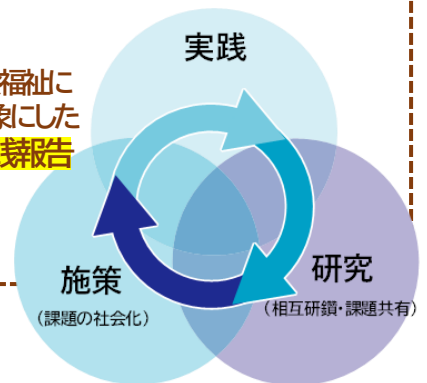 実践
福祉に
象にした
践報告
施策
(課題の社会化)
研究
(相互研鑽・課題共有)